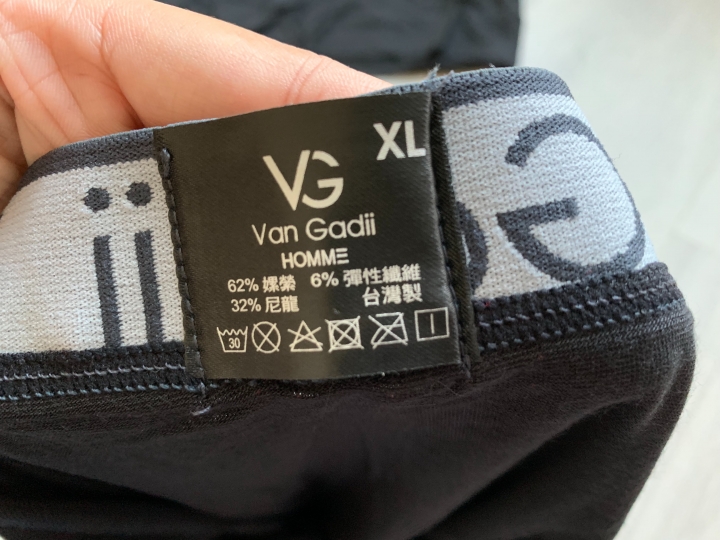 XL
VG
Van Gadii
HOMME
62% 嫘縈 6% 彈性纖維
32% 尼龍 台灣製
30
ii
G